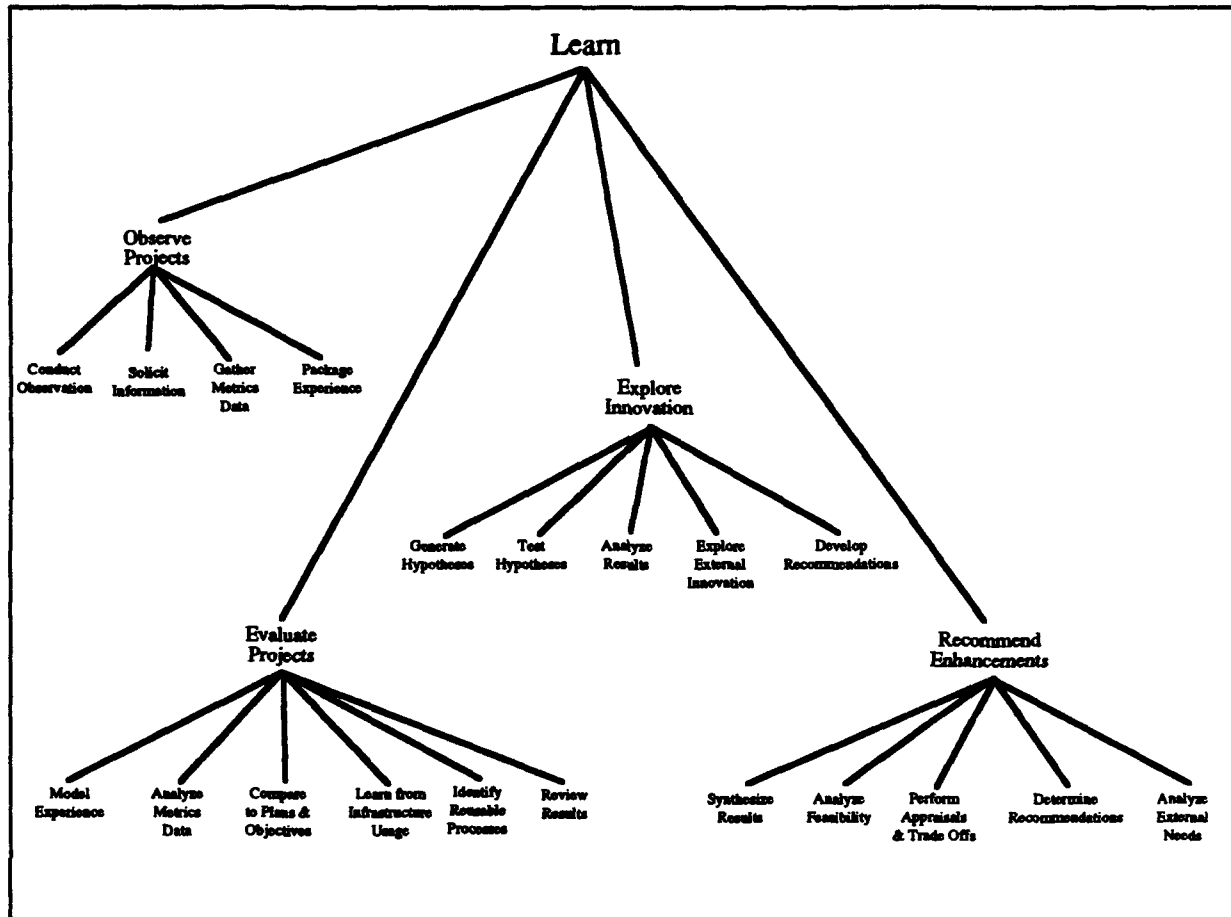 Learn
Observe
Projects
Conduct
Observation
Solicit
Information
Gather
Metrics
Data
Package
Experience
Explore
Innovation
Generate
Hypotheses
Test
Hypotheses
Analyze
Results
Explore
External
Innovation
Develop
Recommendations
Evaluate
Projects
Model
Experience
Analyze
Metrics
Data
Compare
to Plans &
Objectives
Learn from
Infrastructure
Usage
Identify
Reusable
Processes
Review
Results
Recommend
Enhancements
Synthesize
Results
Analyze
Feasibility
Perform
Appraisals
& Trade Offs
Determine
Recommendations
Analyze
External
Needs